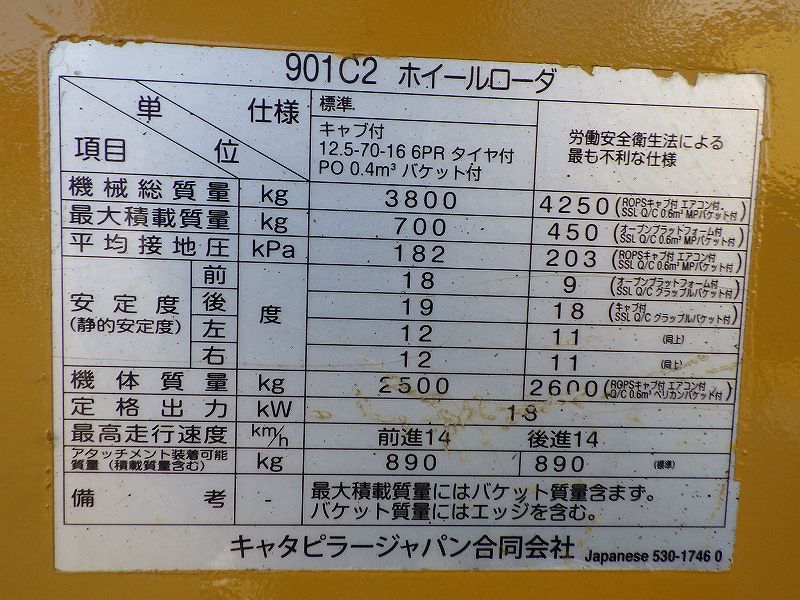 901C2 ホイールローダ
単位 仕様 項目
標準
キャブ付
12.5-70-16 6PR タイヤ付
PO 0.4m³ バケット付
労働安全衛生法による
最も不利な仕様
機械総質量 kg 3800 4250 (ROPSキャブ付 エアコン付、SSL Q/C 0.6m³ MPバケット付)
最大積載質量 kg 700 450 (オープンプラットフォーム付 SSL Q/C 0.6m³ MPバケット付)
平均接地圧 kPa 182 203 (ROPSキャブ付 エアコン付 SSL Q/C 0.6m³ MPバケット付)
安定度 (静的安定度) 度
前 18 9 (オープンプラットフォーム付 SSL Q/C グラップルバケット付)
後 19 18 (キャブ付 SSL Q/C グラップルバケット付)
左 12 11 (同上)
右 12 11 (同上)
機体質量 kg 2500 2600 (ROPSキャブ付 エアコン付 Q/C 0.6m³ ペリカンバケット付)
定格出力 kW 18
最高走行速度 km/h 前進14 後進14
アタッチメント装着可能
質量 (積載質量含む) kg 890 890 (標準)
備考 - 最大積載質量にはバケット質量含まず。
バケット質量にはエッジを含む。
キャタピラージャパン合同会社 Japanese 530-1746 0